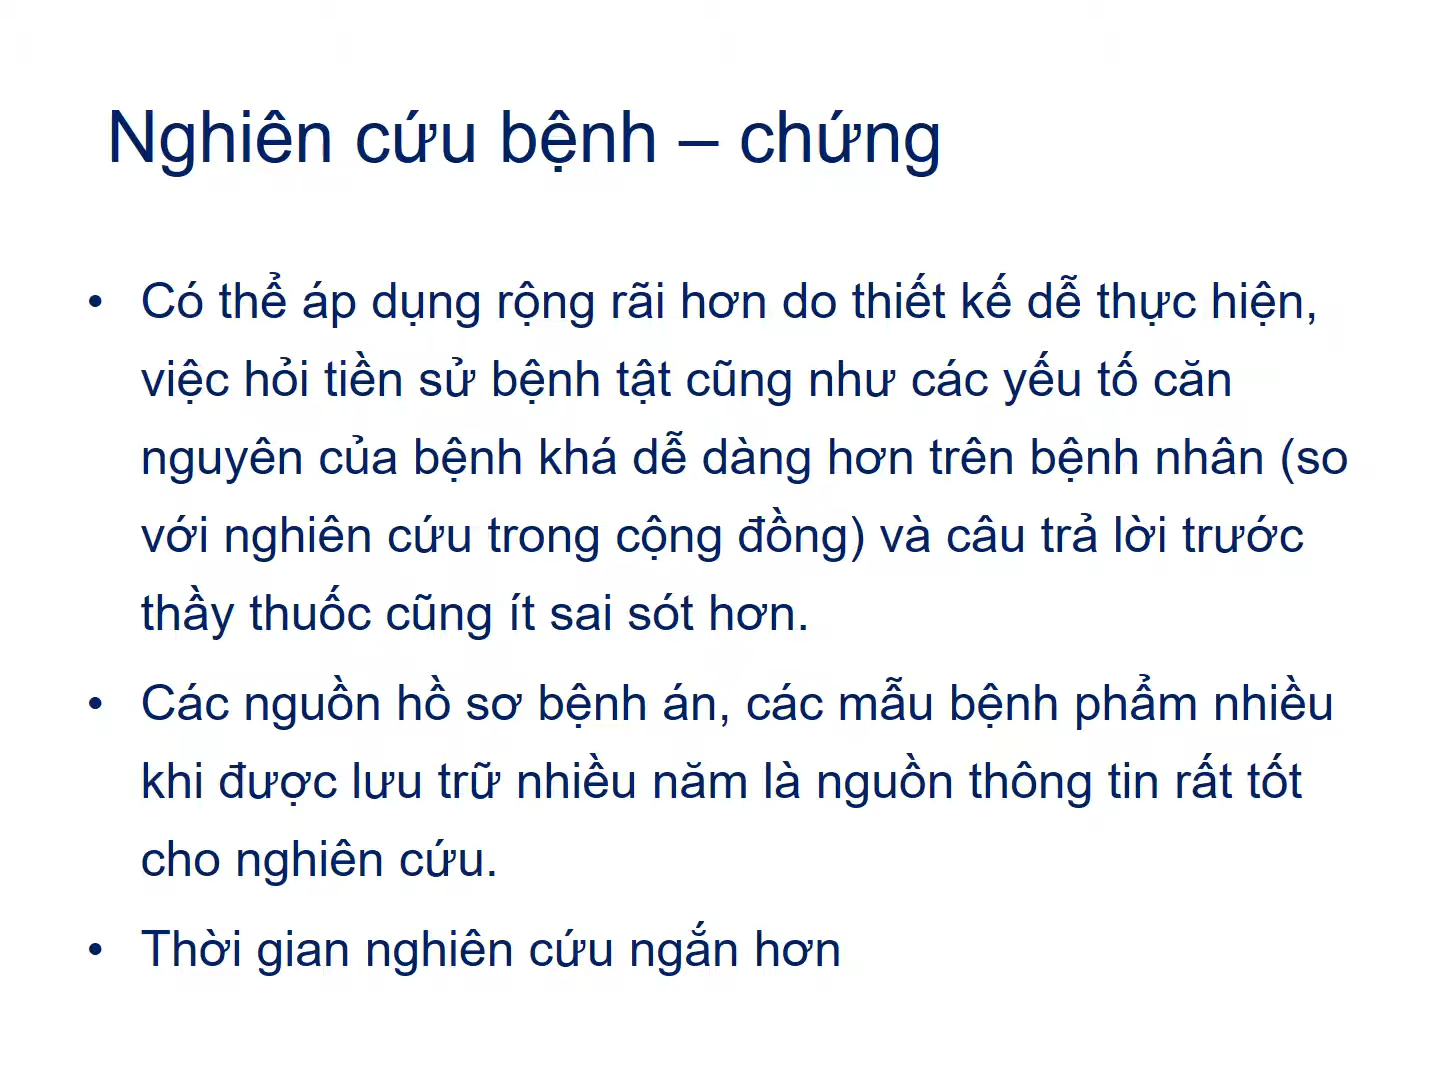 Nghiên cứu bệnh – chứng
• Có thể áp dụng rộng rãi hơn do thiết kế dễ thực hiện,
việc hỏi tiền sử bệnh tật cũng như các yếu tố căn
nguyên của bệnh khá dễ dàng hơn trên bệnh nhân (so
với nghiên cứu trong cộng đồng) và câu trả lời trước
thầy thuốc cũng ít sai sót hơn.
• Các nguồn hồ sơ bệnh án, các mẫu bệnh phẩm nhiều
khi được lưu trữ nhiều năm là nguồn thông tin rất tốt
cho nghiên cứu.
• Thời gian nghiên cứu ngắn hơn